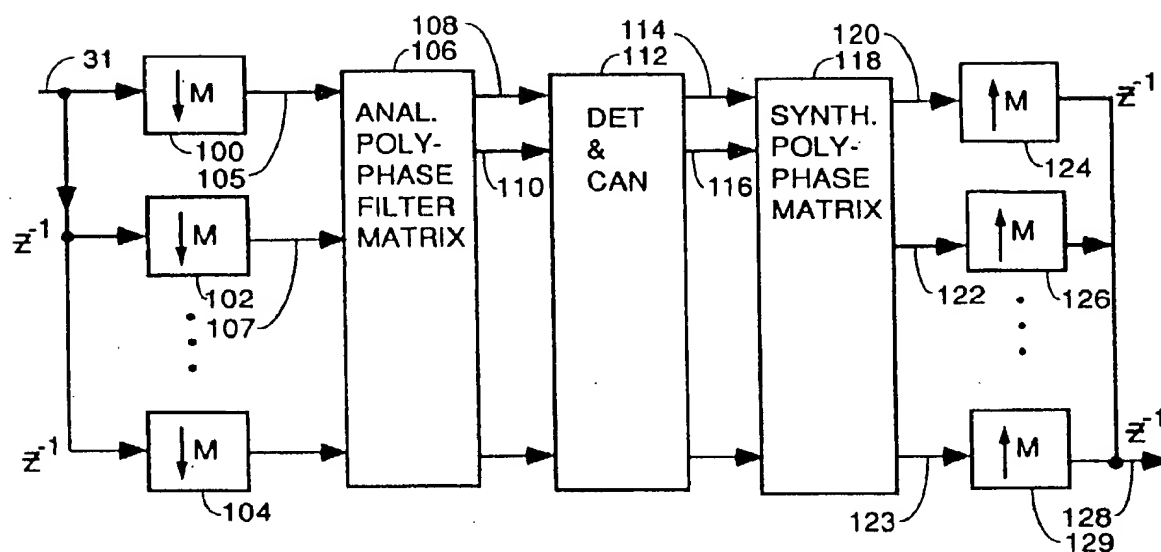 31
↓ M
100
105
z⁻¹
↓ M
102
107
z⁻¹
↓ M
104
108
106
ANAL.
POLY-
PHASE
FILTER
MATRIX
110
114
112
DET
&
CAN
116
120
118
SYNTH.
POLY-
PHASE
MATRIX
122
123
↑ M
124
z⁻¹
↑ M
126
↑ M
z⁻¹
128
129